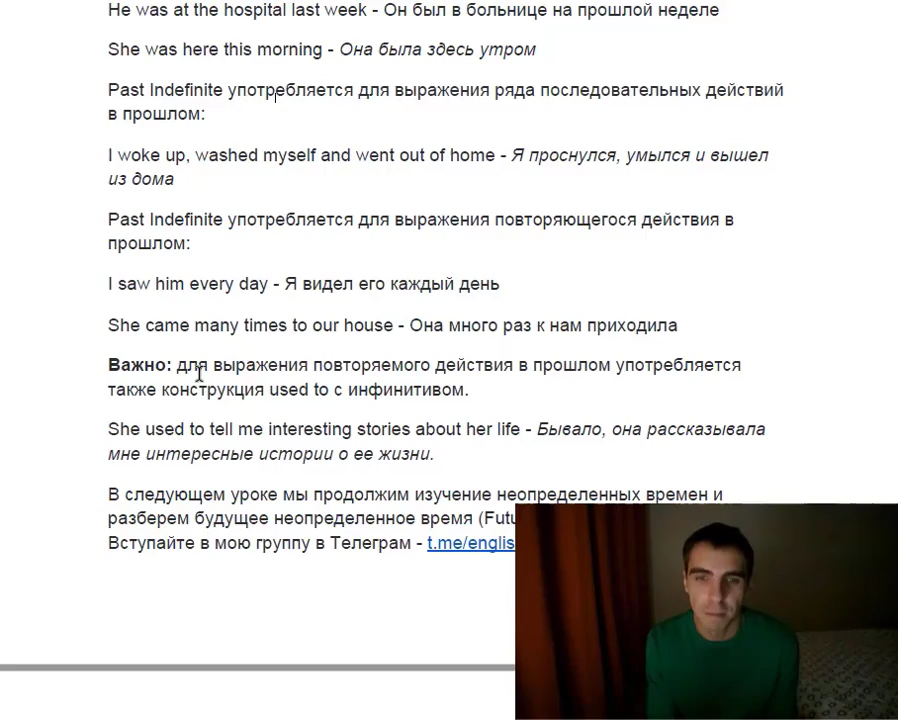 He was at the hospital last week - Он был в больнице на прошлой неделе
She was here this morning - Она была здесь утром
Past Indefinite употребляется для выражения ряда последовательных действий
в прошлом:
I woke up, washed myself and went out of home - Я проснулся, умылся и вышел
из дома
Past Indefinite употребляется для выражения повторяющегося действия в
прошлом:
I saw him every day - Я видел его каждый день
She came many times to our house - Она много раз к нам приходила
Важно: для выражения повторяемого действия в прошлом употребляется
также конструкция used to с инфинитивом.
She used to tell me interesting stories about her life - Бывало, она рассказывала
мне интересные истории о ее жизни.
В следующем уроке мы продолжим изучение неопределенных времен и
разберем будущее неопределенное время (Futu
Вступайте в мою группу в Телеграм - t.me/englis